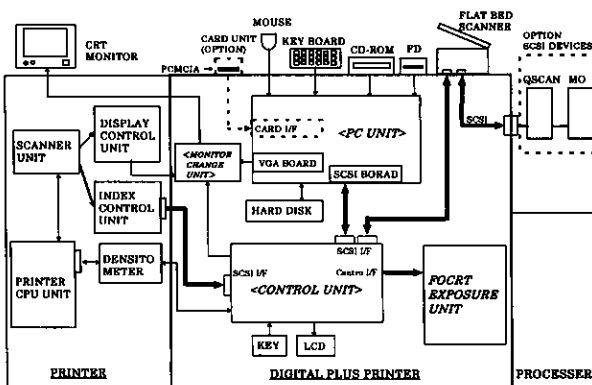 CRT
MONITOR
CARD UNIT
(OPTION)
PCMCIA
MOUSE
KEY BOARD
CD-ROM
FD
FLAT BED
SCANNER
OPTION
SCSI DEVICES
QSCAN
MO
SCSI
SCANNER
UNIT
DISPLAY
CONTROL
UNIT
INDEX
CONTROL
UNIT
PRINTER
CPU UNIT
DENSITO
METER
<MONITOR
CHANGE
UNIT>
CARD I/F
<PC UNIT>
VGA BOARD
SCSI BORAD
HARD DISK
SCSI I/F
SCSI I/F
Contro I/F
<CONTROL UNIT>
FOCRT
EXPOSURE
UNIT
KEY
LCD
PRINTER
DIGITAL PLUS PRINTER
PROCESSER